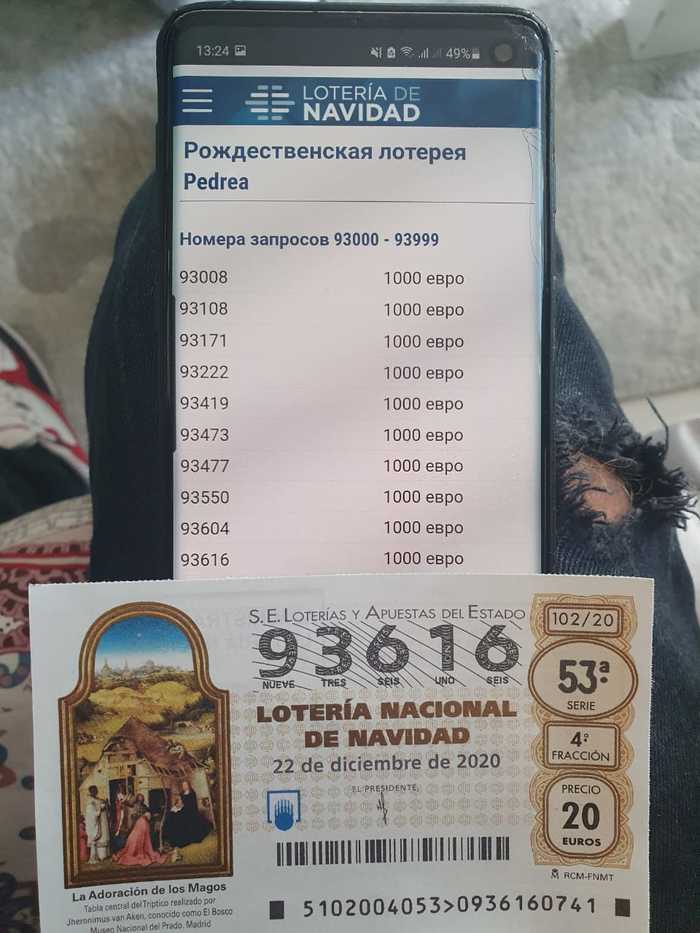 13:24
49%
LOTERÍA DE
NAVIDAD
Рождественская лотерея
Pedrea
Номера запросов 93000 - 93999
93008 1000 евро
93108 1000 евро
93171 1000 евро
93222 1000 евро
93419 1000 евро
93473 1000 евро
93477 1000 евро
93550 1000 евро
93604 1000 евро
93616 1000 евро
S.E. LOTERÍAS Y APUESTAS DEL ESTADO
93616
NUEVE TRES SEIS UNO SEIS
LOTERÍA NACIONAL
DE NAVIDAD
22 de diciembre de 2020
EL PRESIDENTE,
102/20
53ª
SERIE
4ª
FRACCIÓN
PRECIO
20
EUROS
RCM-FNMT
5102004053>0936160741
La Adoración de los Magos
Tabla central del Tríptico realizado por
Jheronimus van Aken, conocido como El Bosco
Museo Nacional del Prado. Madrid